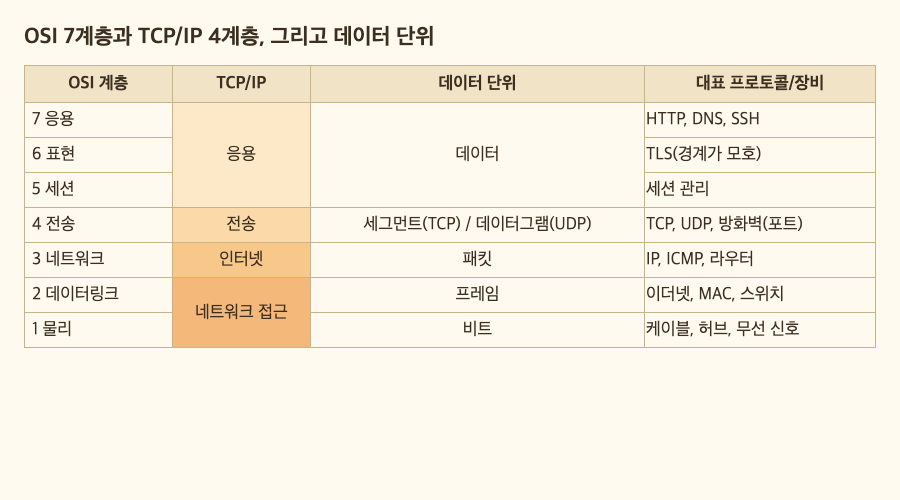 OSI 7계층과 TCP/IP 4계층, 그리고 데이터 단위
OSI 계층 TCP/IP 데이터 단위 대표 프로토콜/장비
7 응용 HTTP, DNS, SSH
6 표현 응용 데이터 TLS(경계가 모호)
5 세션 세션 관리
4 전송 전송 세그먼트(TCP) / 데이터그램(UDP) TCP, UDP, 방화벽(포트)
3 네트워크 인터넷 패킷 IP, ICMP, 라우터
2 데이터링크 프레임 이더넷, MAC, 스위치
네트워크 접근
1 물리 비트 케이블, 허브, 무선 신호